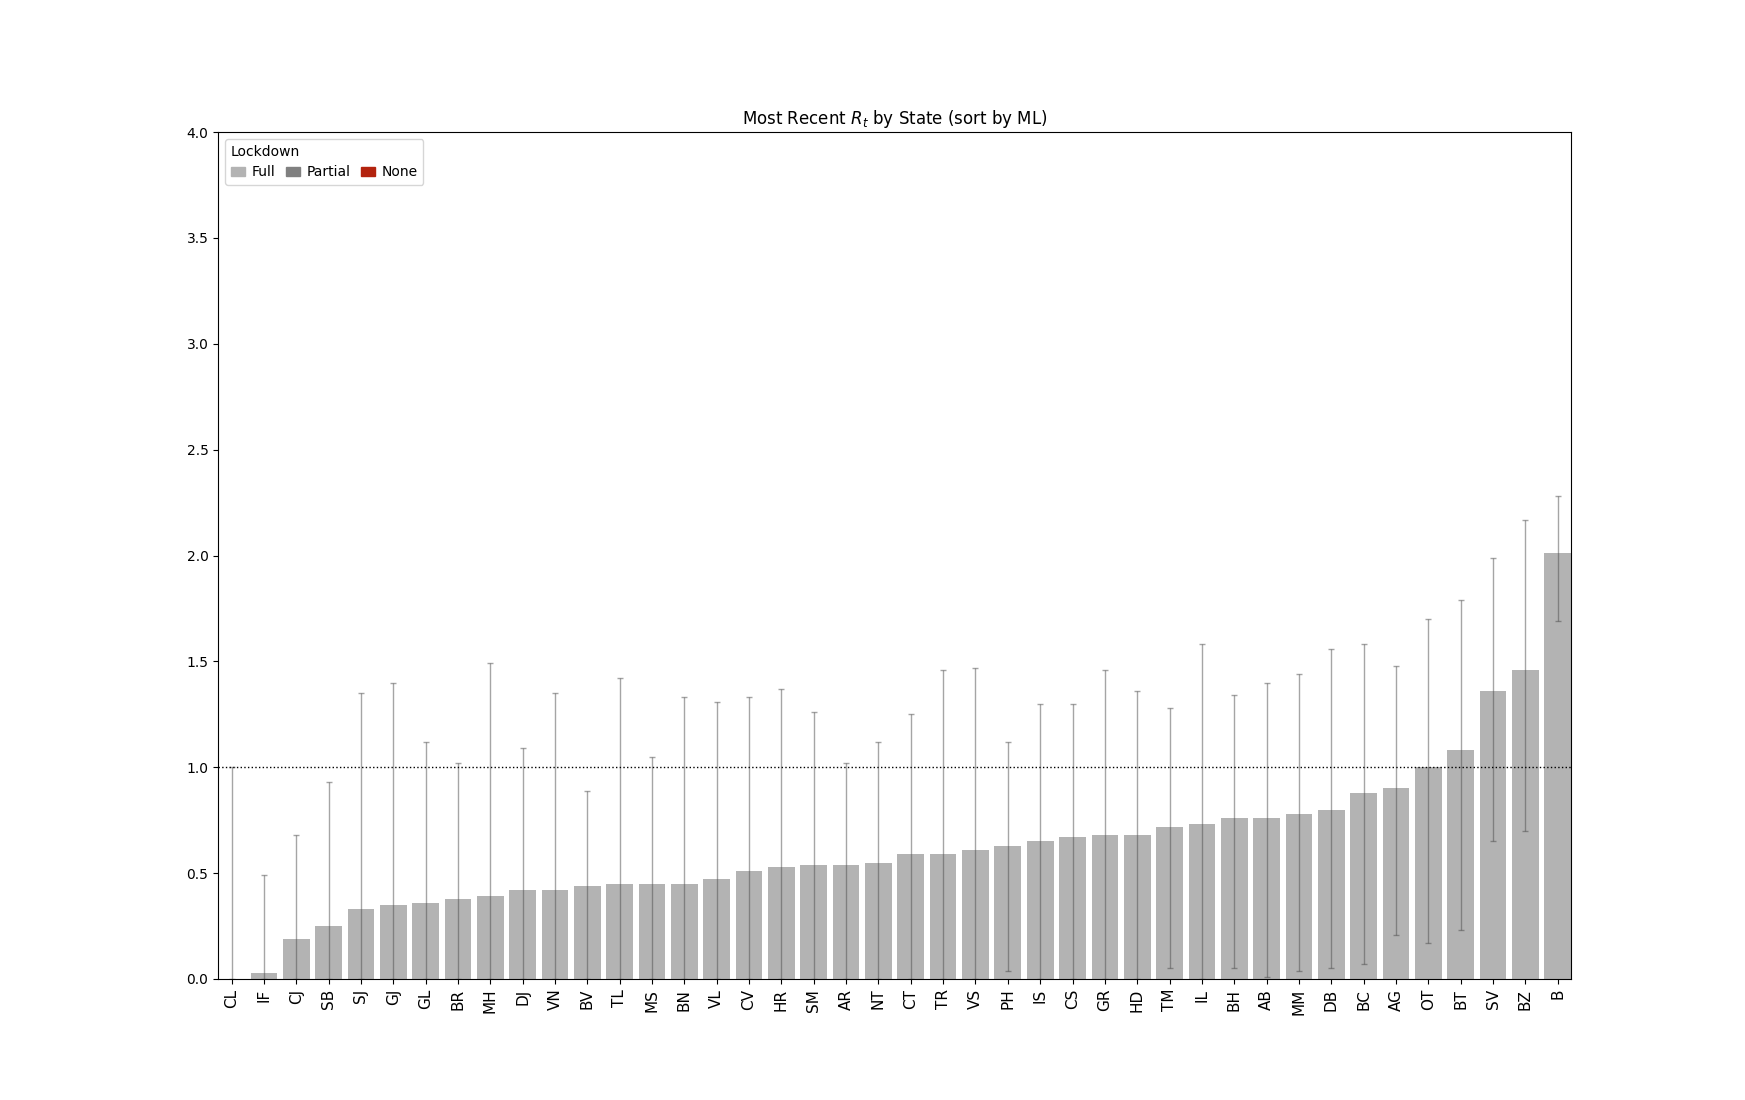 Most Recent Rt by State (sort by ML)
4.0
Lockdown
Full Partial None
3.5
3.0
2.5
2.0
1.5
1.0
0.5
0.0
CL IF CJ SB SJ GJ GL BR MH DJ VN BV TL MS BN VL CV HR SM AR NT CT TR VS PH IS CS GR HD TM IL BH AB MM DB BC AG OT BT SV BZ B